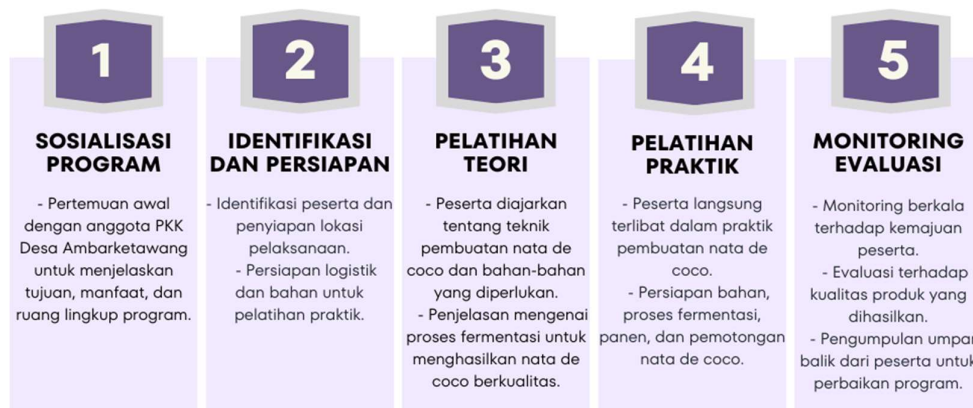 1
SOSIALISASI
PROGRAM
- Pertemuan awal
dengan anggota PKK
Desa Ambarketawang
untuk menjelaskan
tujuan, manfaat, dan
ruang lingkup program.
2
IDENTIFIKASI
DAN PERSIAPAN
- Identifikasi peserta dan
penyiapan lokasi
pelaksanaan.
- Persiapan logistik
dan bahan untuk
pelatihan praktik.
3
PELATIHAN
TEORI
- Peserta diajarkan
tentang teknik
pembuatan nata de
coco dan bahan-bahan
yang diperlukan.
- Penjelasan mengenai
proses fermentasi untuk
menghasilkan nata de
coco berkualitas.
4
PELATIHAN
PRAKTIK
- Peserta langsung
terlibat dalam praktik
pembuatan nata de
coco.
- Persiapan bahan,
proses fermentasi,
panen, dan pemotongan
nata de coco.
5
MONITORING
EVALUASI
- Monitoring berkala
terhadap kemajuan
peserta.
- Evaluasi terhadap
kualitas produk yang
dihasilkan.
- Pengumpulan umpan
balik dari peserta untuk
perbaikan program.